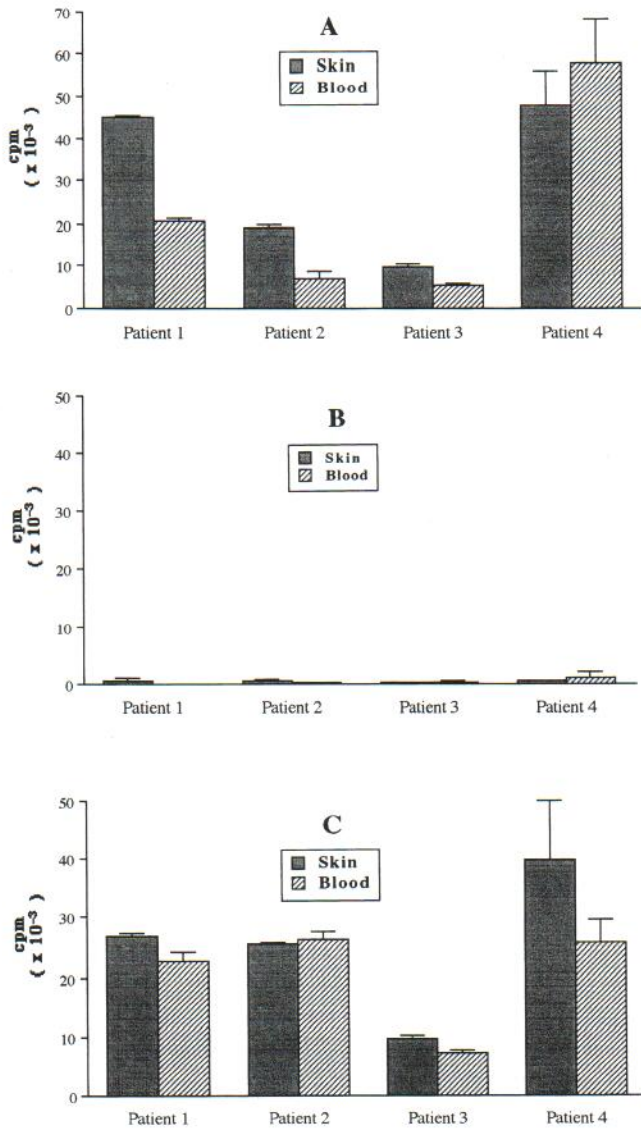 A
Skin
Blood
cpm
( x 10⁻³ )
70
60
50
40
30
20
10
0
Patient 1 Patient 2 Patient 3 Patient 4
B
Skin
Blood
cpm
( x 10⁻³ )
50
40
30
20
10
0
Patient 1 Patient 2 Patient 3 Patient 4
C
Skin
Blood
cpm
( x 10⁻³ )
50
40
30
20
10
0
Patient 1 Patient 2 Patient 3 Patient 4